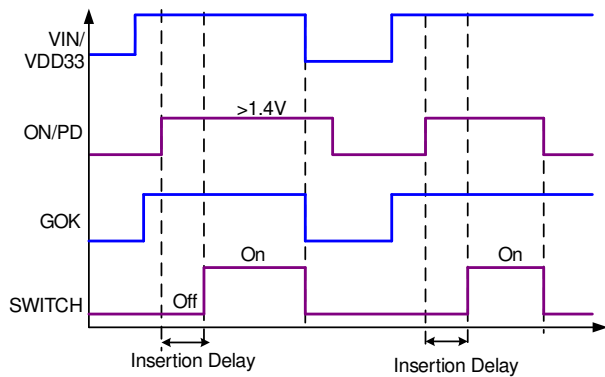 VIN/
VDD33
>1.4V
ON/PD
GOK
On
On
Off
SWITCH
Insertion Delay
Insertion Delay